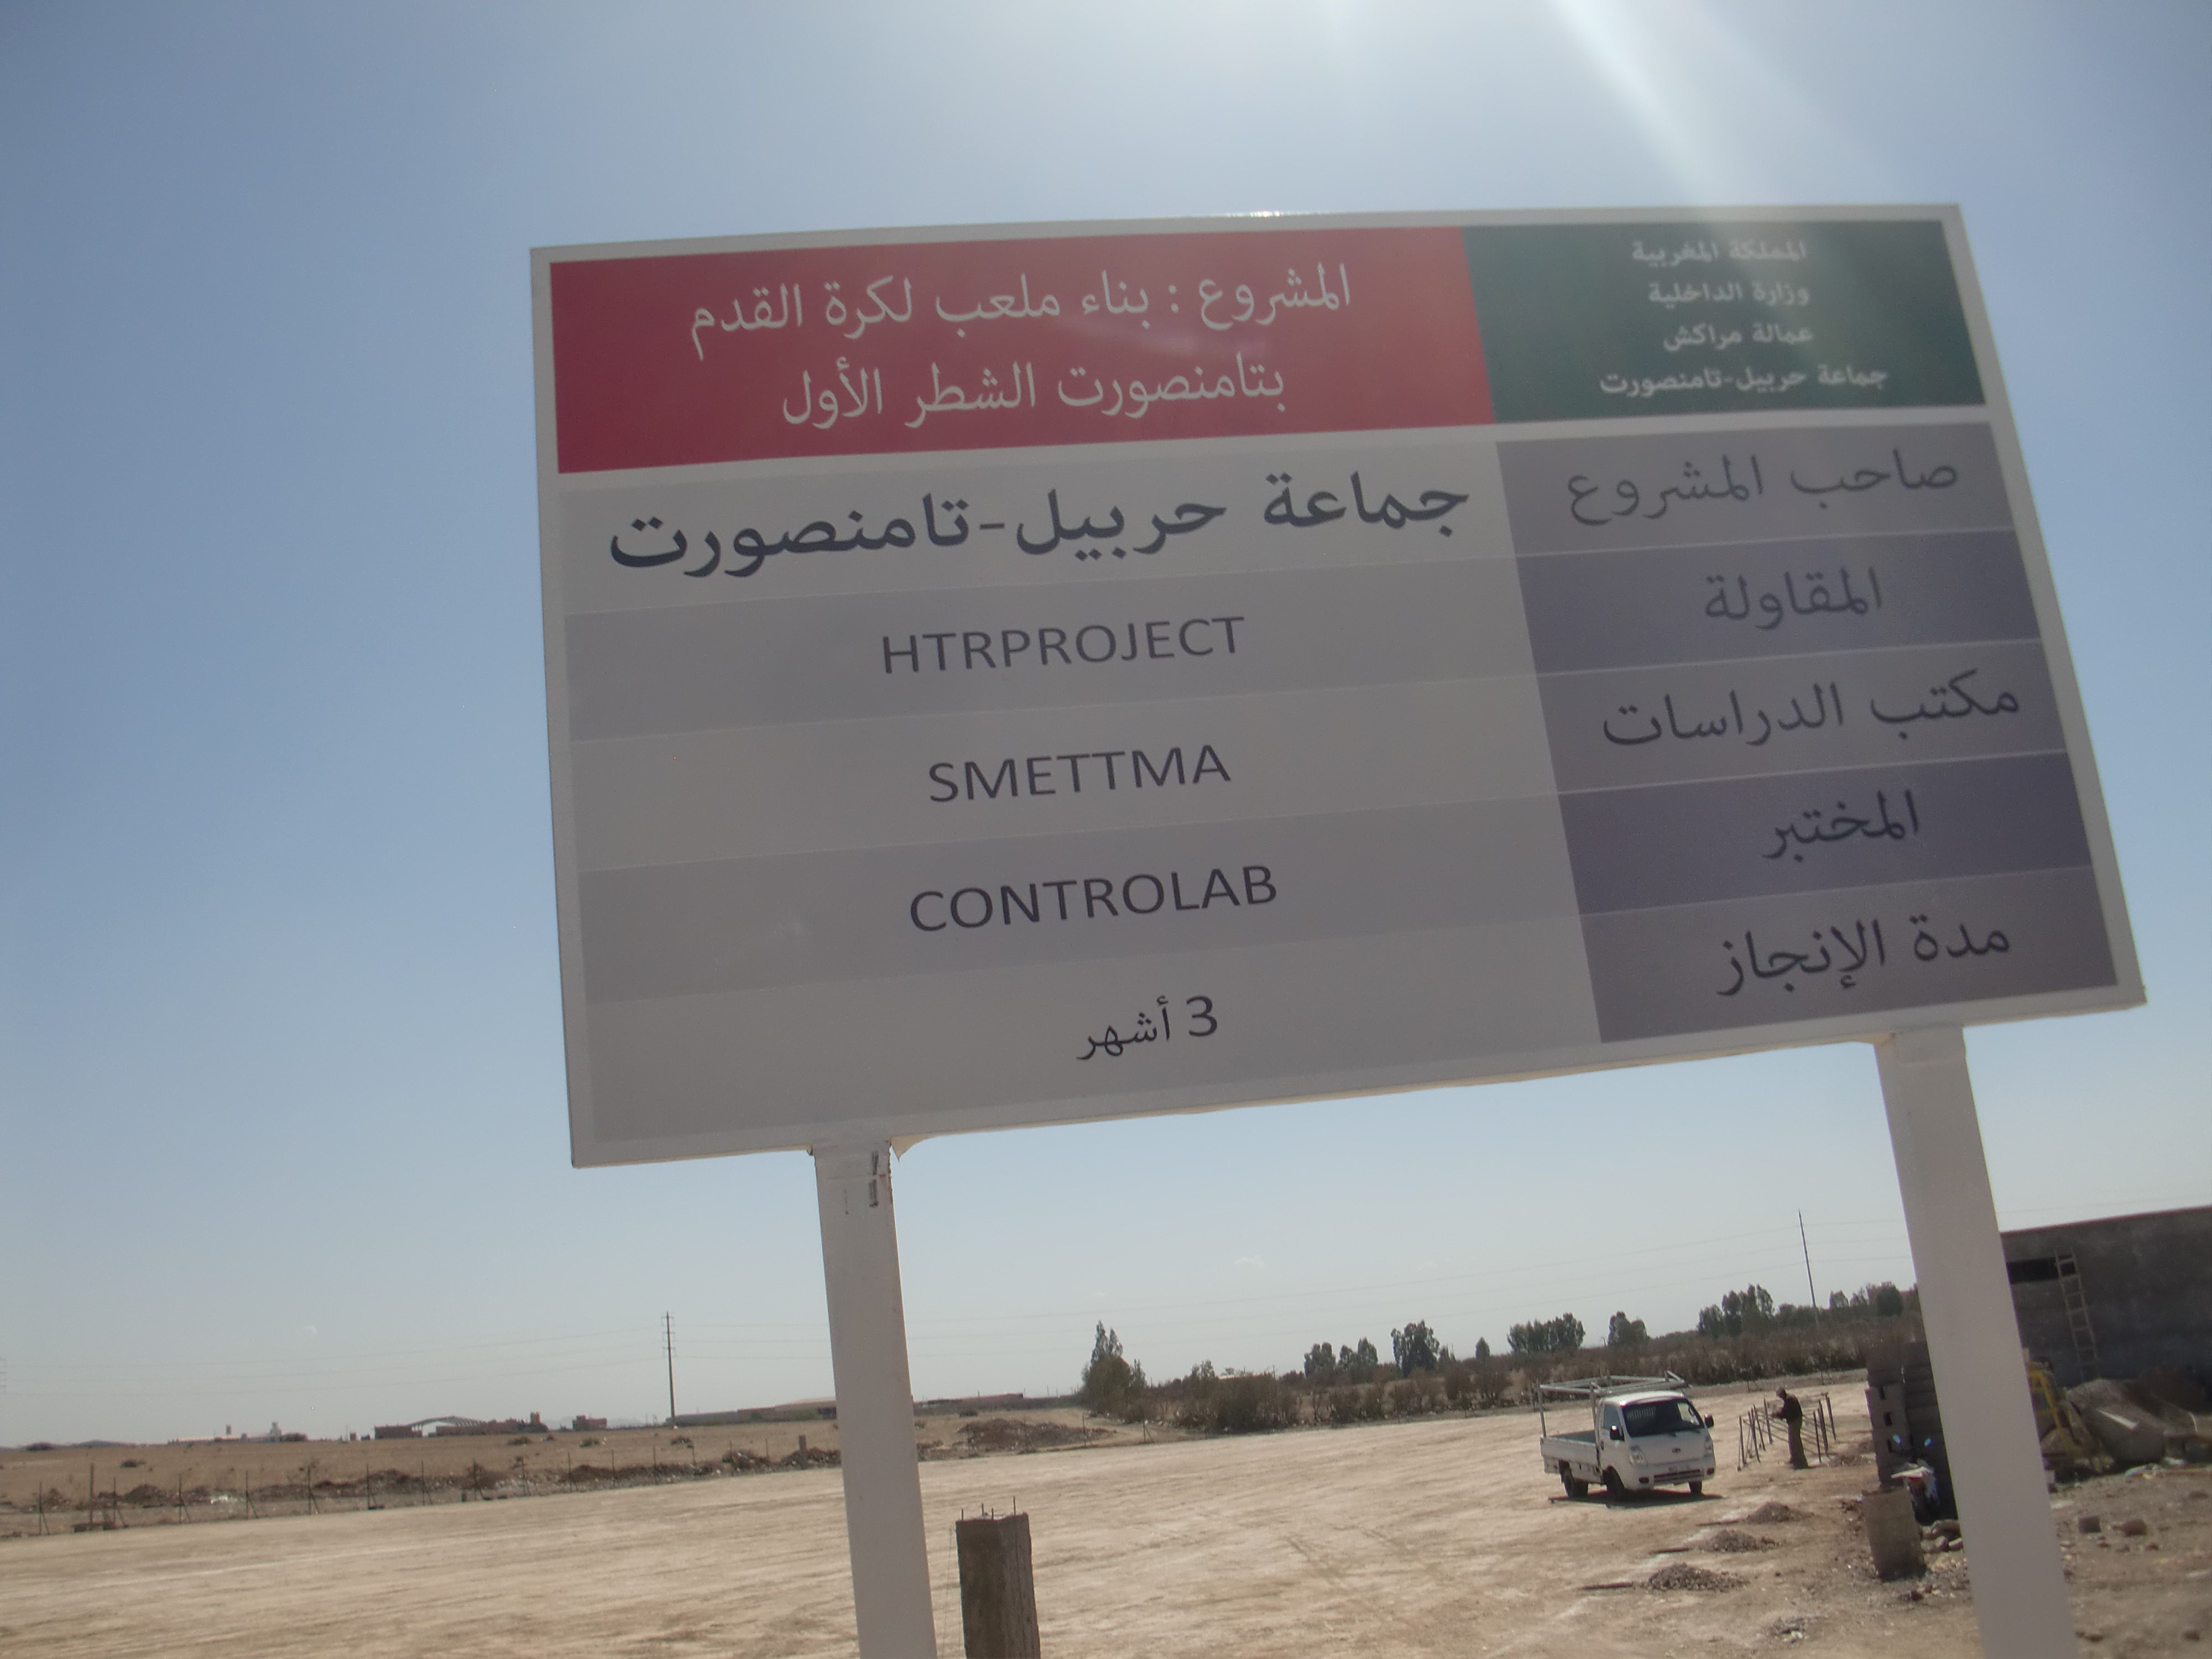 المملكة المغربية
وزارة الداخلية
عمالة مراكش
جماعة حربيل-تامنصورت
المشروع : بناء ملعب لكرة القدم
بتامنصورت الشطر الأول
صاحب المشروع
جماعة حربيل-تامنصورت
المقاولة
HTRPROJECT
مكتب الدراسات
SMETTMA
المختبر
CONTROLAB
مدة الإنجاز
3 أشهر